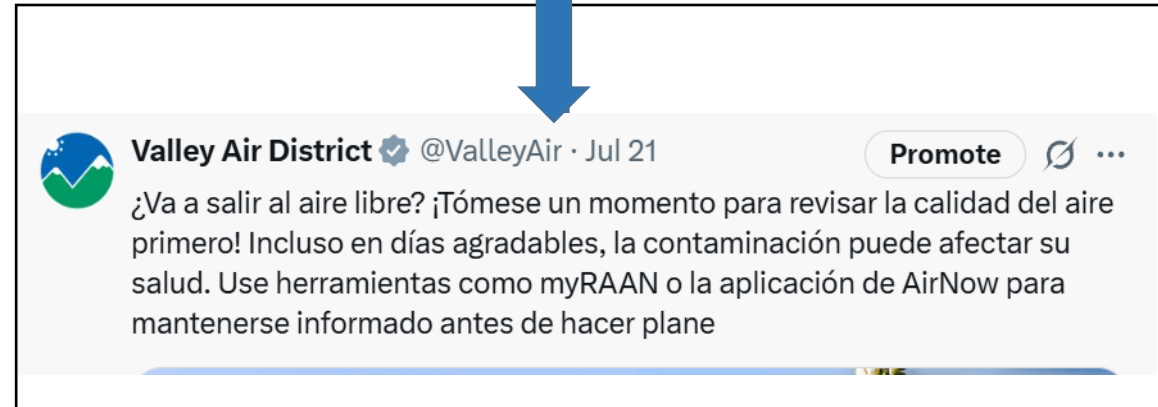 Valley Air District @ValleyAir · Jul 21 Promote
¿Va a salir al aire libre? ¡Tómese un momento para revisar la calidad del aire
primero! Incluso en días agradables, la contaminación puede afectar su
salud. Use herramientas como myRAAN o la aplicación de AirNow para
mantenerse informado antes de hacer plane